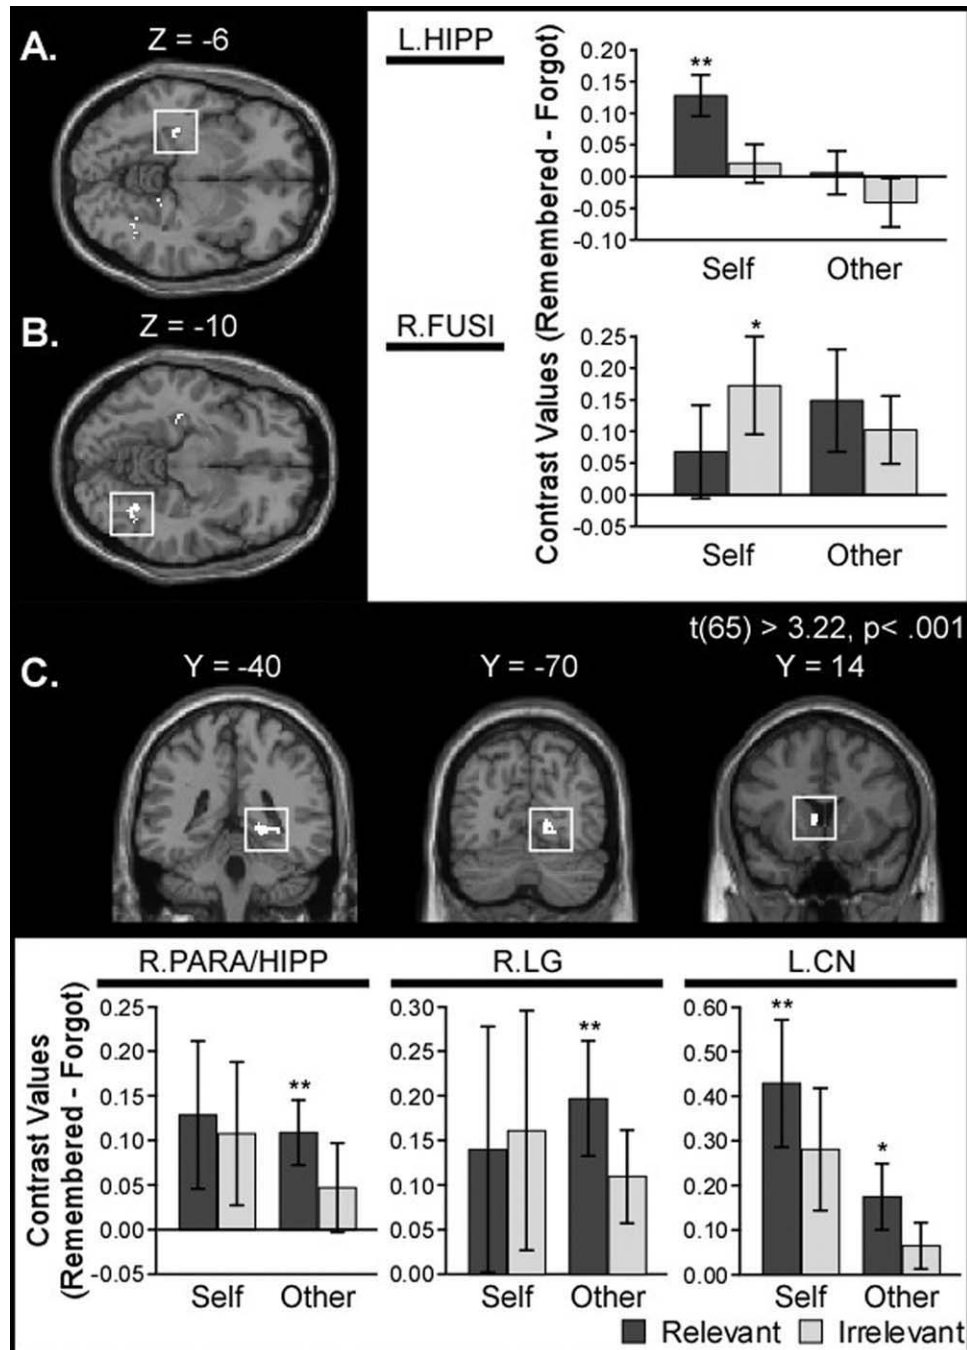 A.
Z = -6
L.HIPP
Contrast Values (Remembered - Forgot)
0.20
0.15
0.10
0.05
0.00
-0.05
-0.10
**
Self
Other
B.
Z = -10
R.FUSI
0.25
0.20
0.15
0.10
0.05
0.00
-0.05
*
Self
Other
t(65) > 3.22, p< .001
C.
Y = -40
Y = -70
Y = 14
R.PARA/HIPP
R.LG
L.CN
Contrast Values
(Remembered - Forgot)
0.25
0.20
0.15
0.10
0.05
0.00
-0.05
**
Self
Other
0.30
0.25
0.20
0.15
0.10
0.05
0.00
**
Self
Other
0.60
0.50
0.40
0.30
0.20
0.10
0.00
**
*
Self
Other
Relevant
Irrelevant